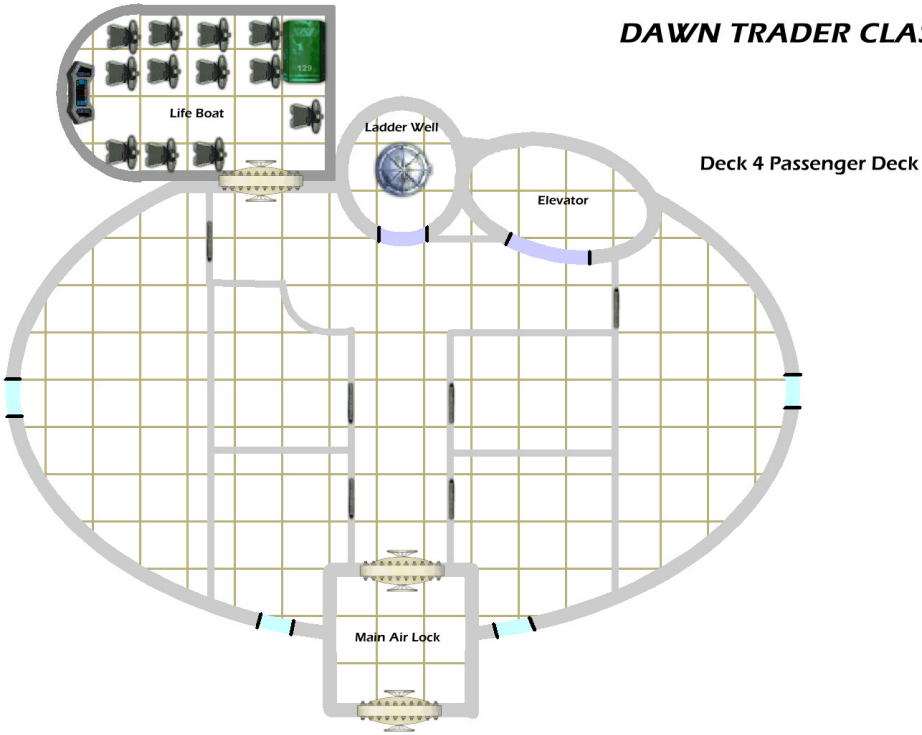 DAWN TRADER CLAS
Life Boat
129
Ladder Well
Deck 4 Passenger Deck
Elevator
Main Air Lock